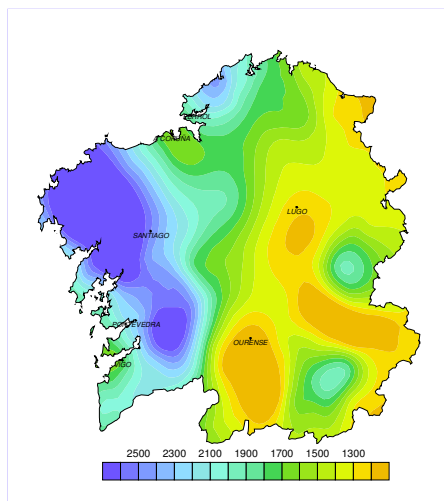 FERROL
CORUÑA
LUGO
SANTIAGO
PONTEVEDRA
OURENSE
VIGO
2500 2300 2100 1900 1700 1500 1300